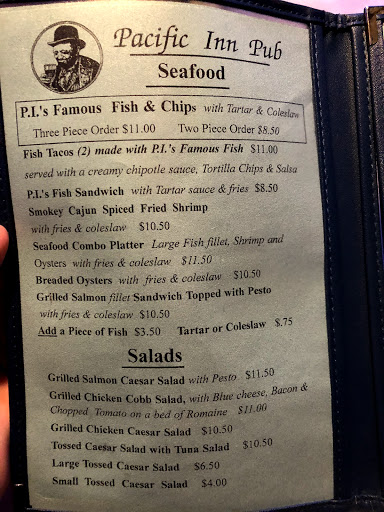 Pacific Inn Pub
Seafood
P.I.'s Famous Fish & Chips with Tartar & Coleslaw
Three Piece Order $11.00 Two Piece Order $8.50
Fish Tacos (2) made with P.I.'s Famous Fish $11.00
served with a creamy chipotle sauce, Tortilla Chips & Salsa
P.I.'s Fish Sandwich with Tartar sauce & fries $8.50
Smokey Cajun Spiced Fried Shrimp
with fries & coleslaw $10.50
Seafood Combo Platter Large Fish fillet, Shrimp and
Oysters with fries & coleslaw $11.50
Breaded Oysters with fries & coleslaw $10.50
Grilled Salmon fillet Sandwich Topped with Pesto
with fries & coleslaw $10.50
Add a Piece of Fish $3.50 Tartar or Coleslaw $.75
Salads
Grilled Salmon Caesar Salad with Pesto $11.50
Grilled Chicken Cobb Salad, with Blue cheese, Bacon &
Chopped Tomato on a bed of Romaine $11.00
Grilled Chicken Caesar Salad $10.50
Tossed Caesar Salad with Tuna Salad $10.50
Large Tossed Caesar Salad $6.50
Small Tossed Caesar Salad $4.00